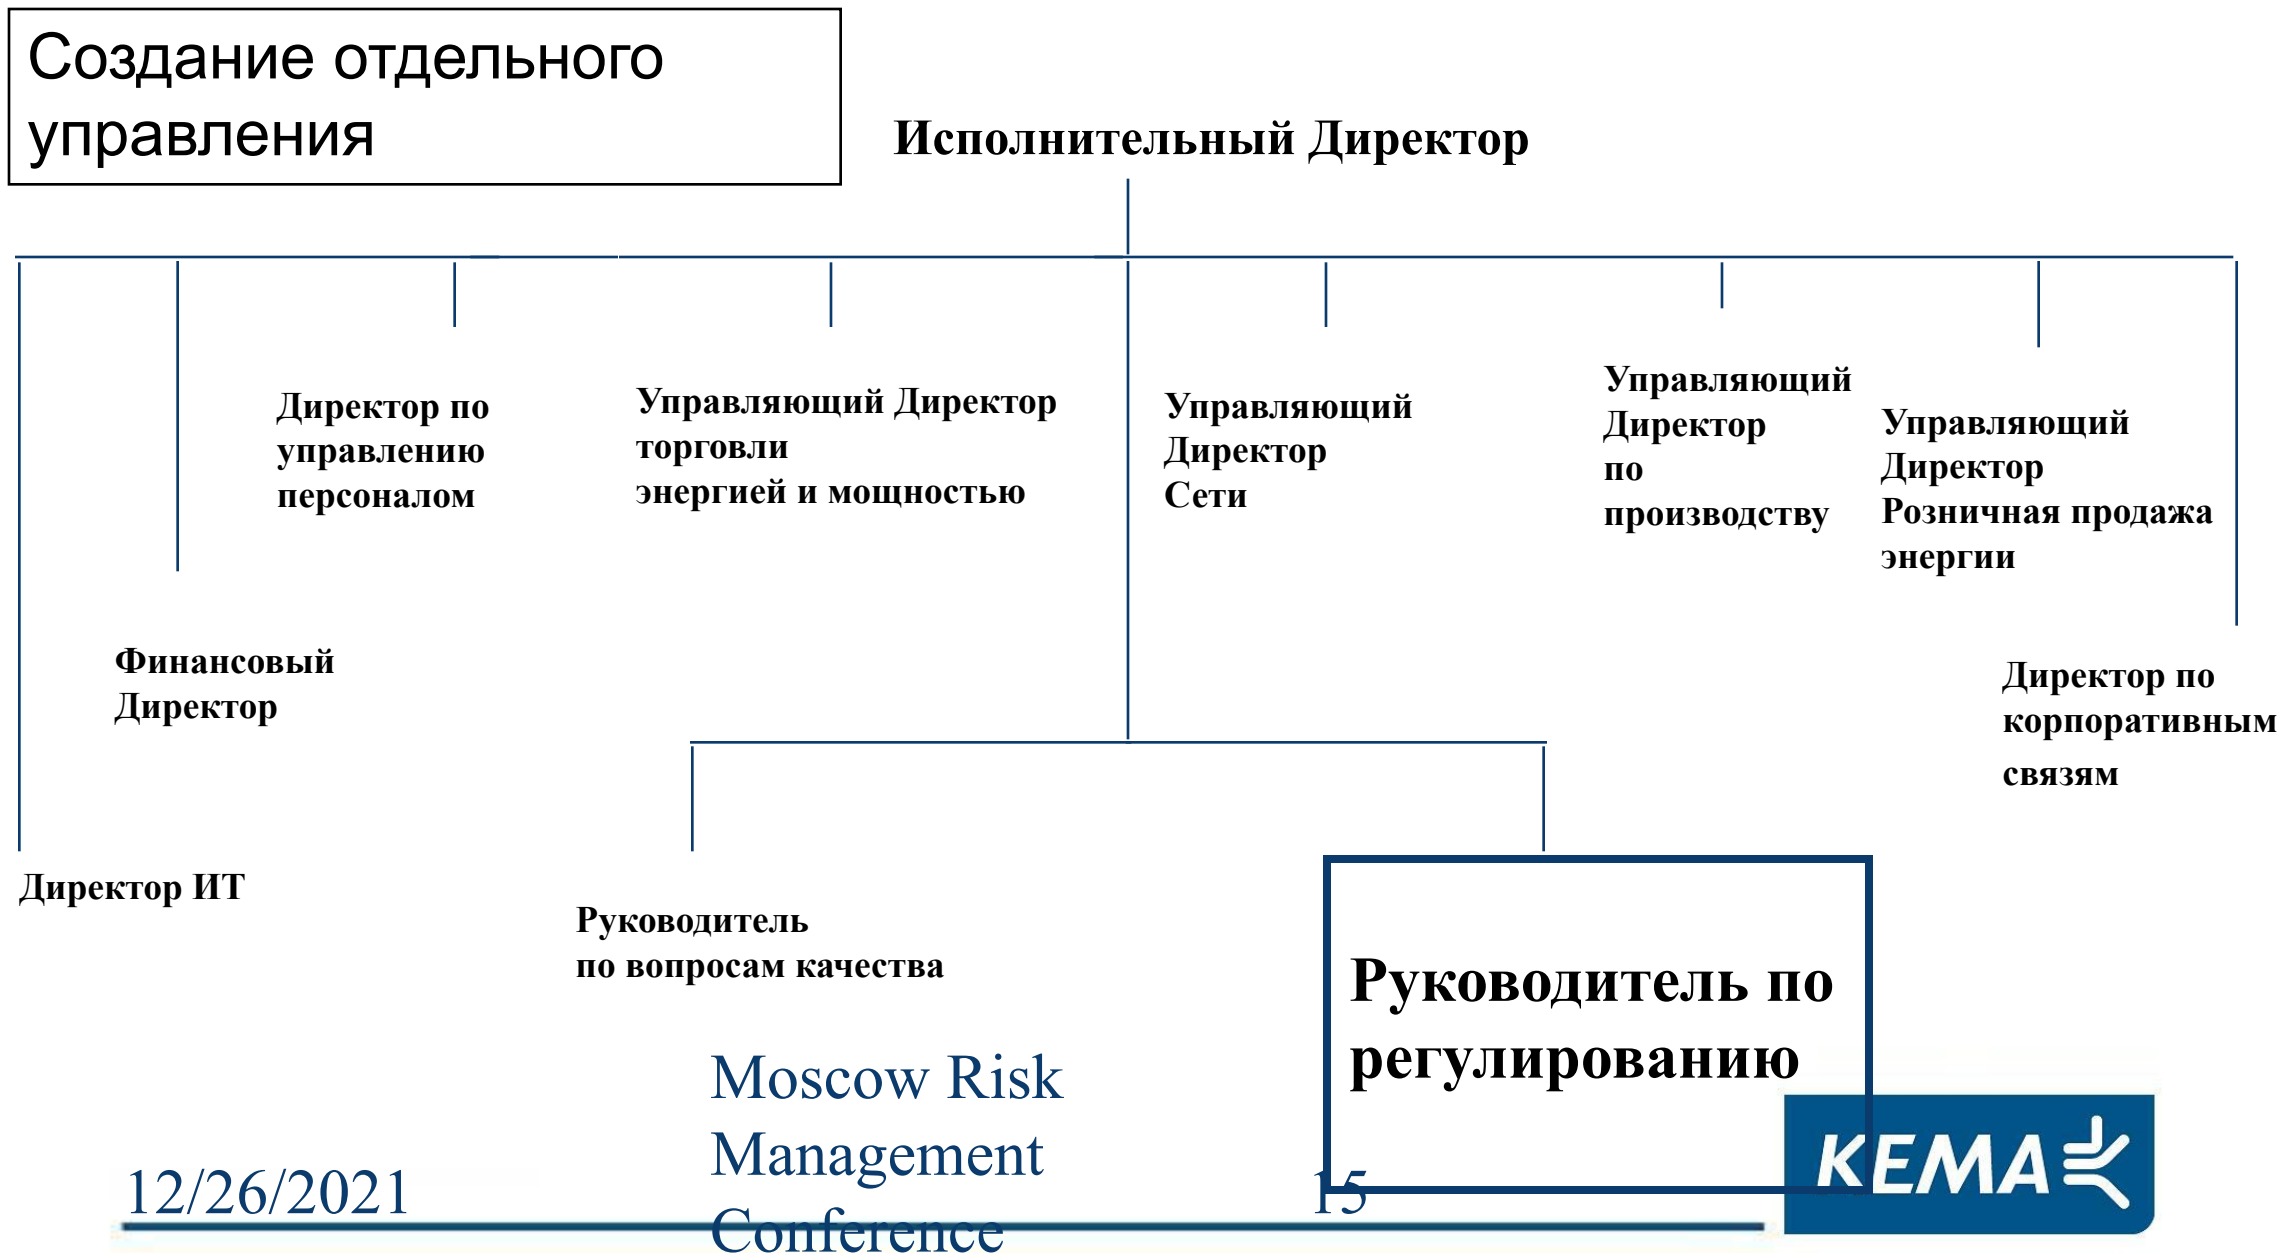 Создание отдельного
управления
Исполнительный Директор
Директор по
управлению
персоналом
Управляющий Директор
торговли
энергией и мощностью
Управляющий
Директор
Сети
Управляющий
Директор
по
производству
Управляющий
Директор
Розничная продажа
энергии
Финансовый
Директор
Директор по
корпоративным
связям
Директор ИТ
Руководитель
по вопросам качества
Руководитель по
регулированию
12/26/2021
Moscow Risk
Management
Conference
15
KEMA